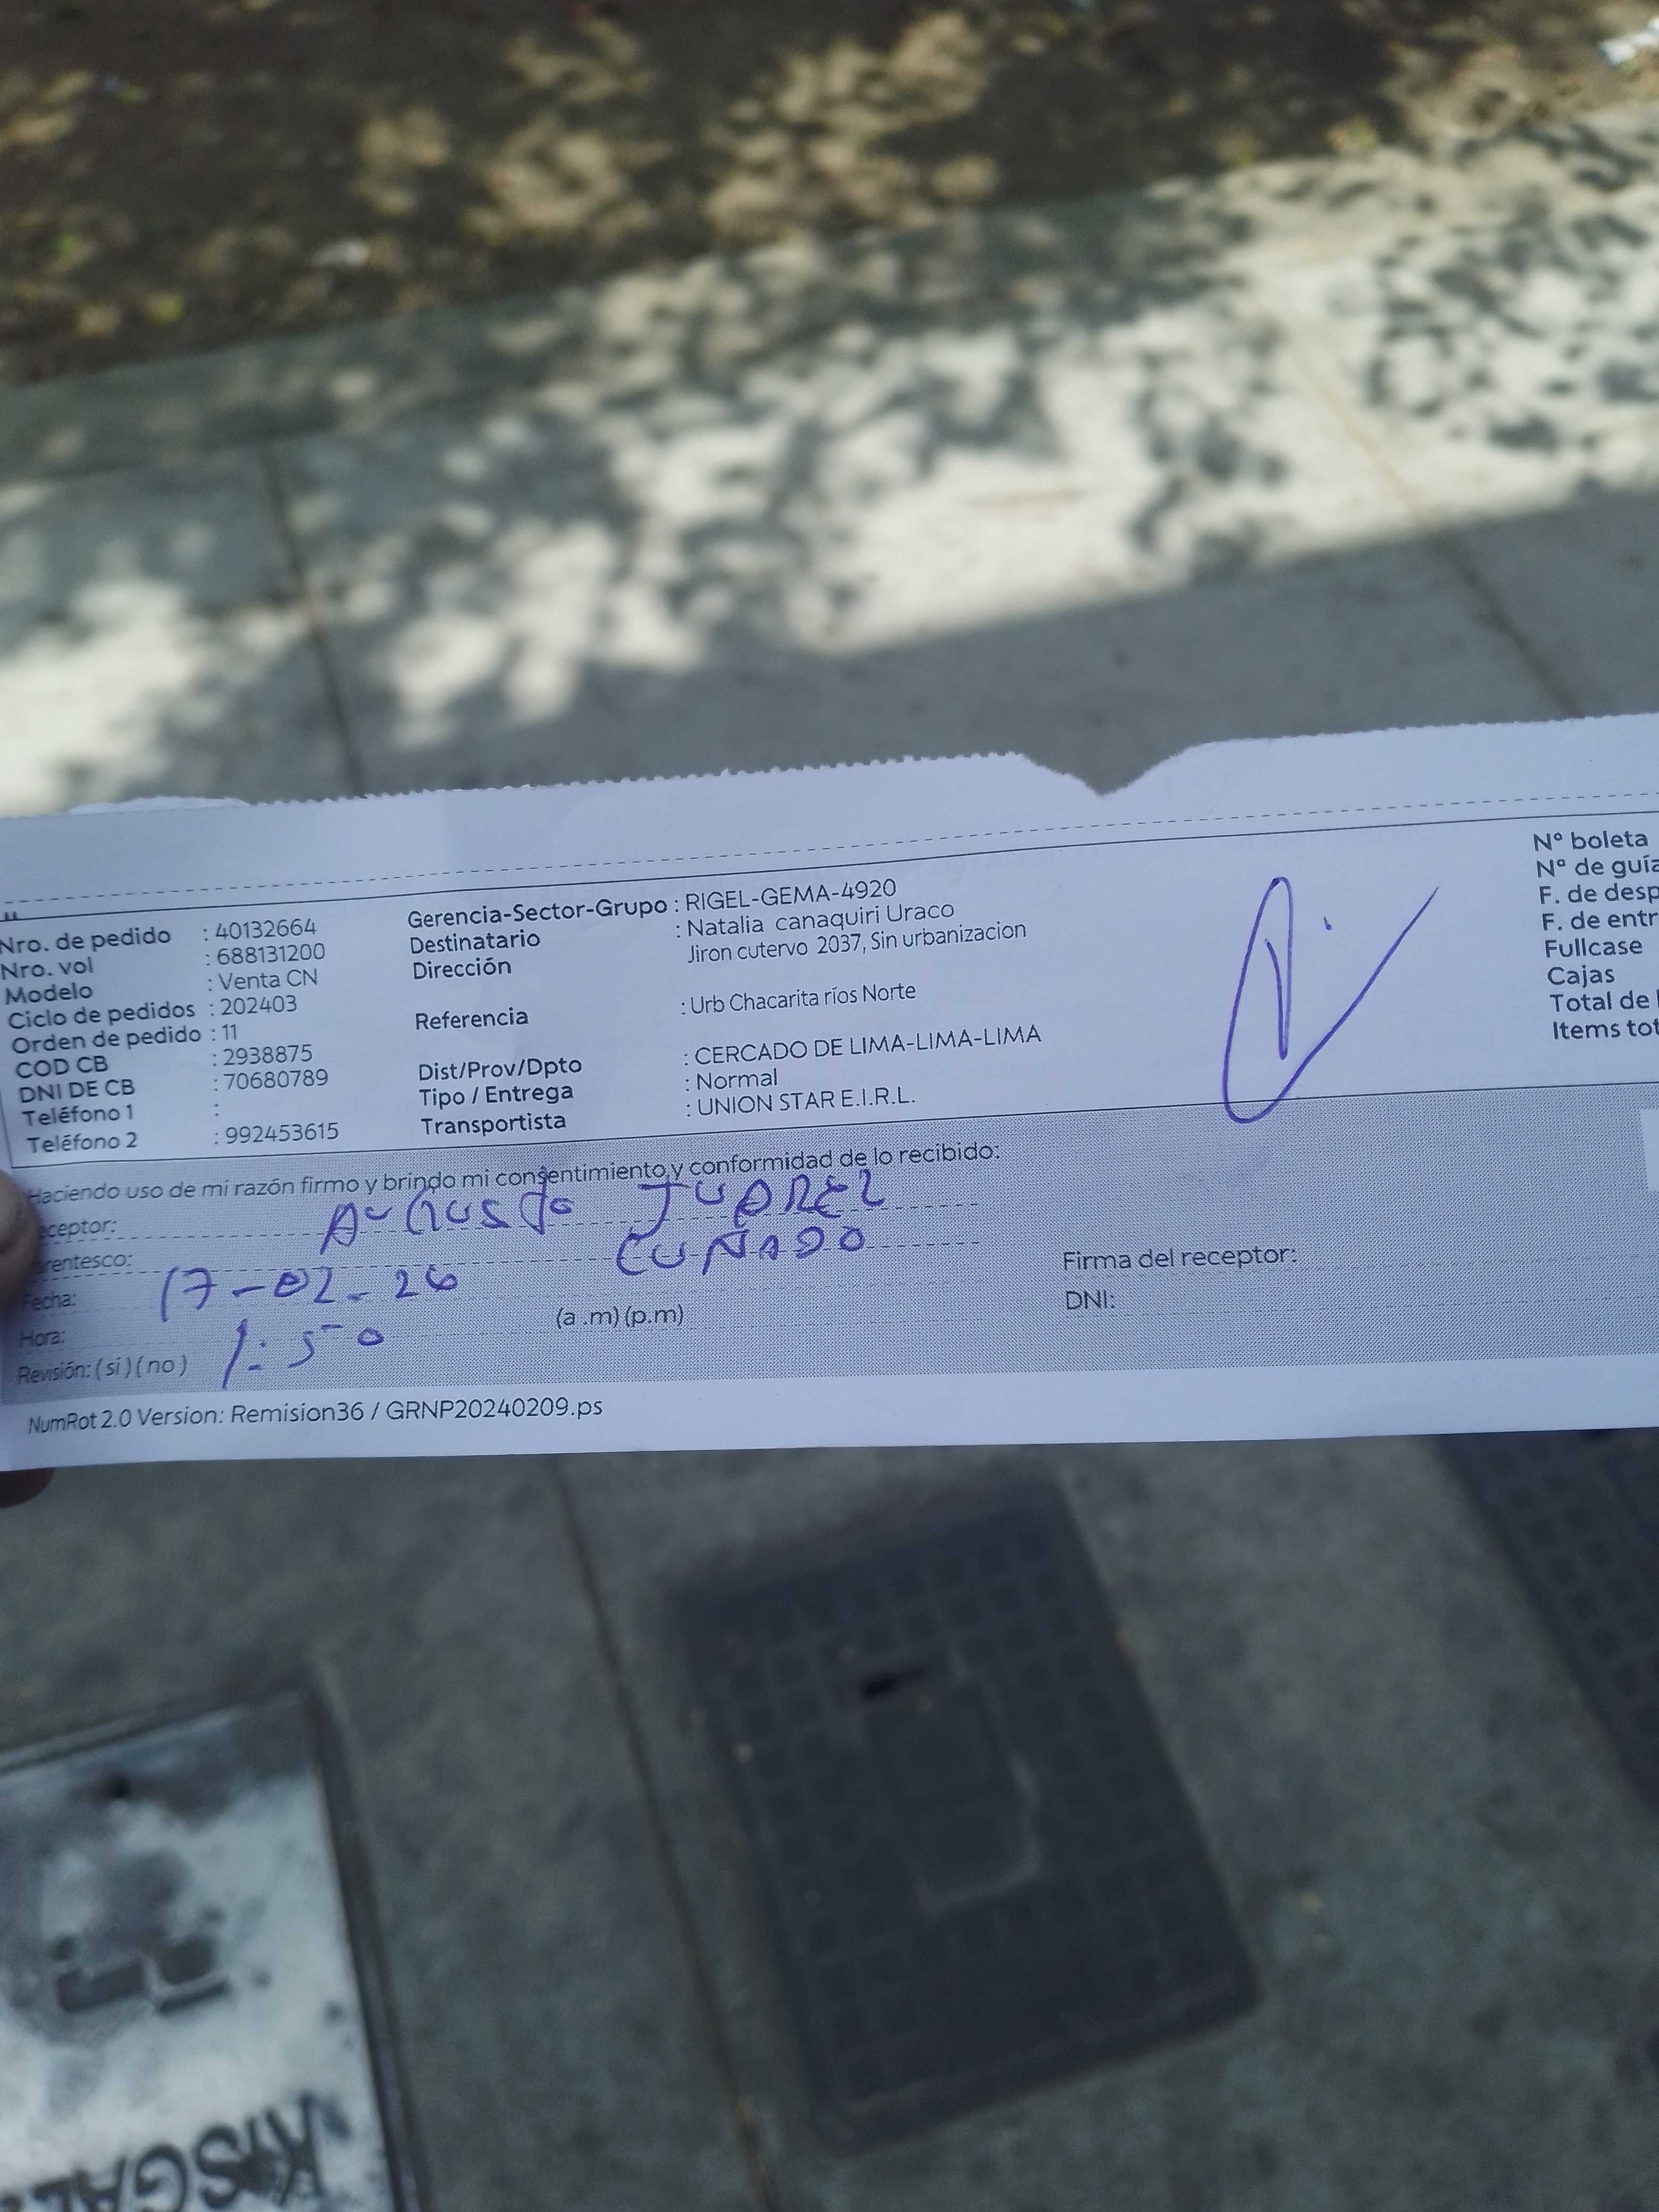 Nro. de pedido : 40132664
Nro. vol : 688131200
Modelo : Venta CN
Ciclo de pedidos : 202403
Orden de pedido : 11
COD CB : 2938875
DNI DE CB : 70680789
Teléfono 1 :
Teléfono 2 : 992453615
Gerencia-Sector-Grupo : RIGEL-GEMA-4920
Destinatario : Natalia canaquiri Uraco
Dirección Jiron cutervo 2037, Sin urbanizacion
Referencia : Urb Chacarita ríos Norte
Dist/Prov/Dpto : CERCADO DE LIMA-LIMA-LIMA
Tipo / Entrega : Normal
Transportista : UNION STAR E.I.R.L.
Nº boleta
Nº de guía
F. de desp
F. de entr
Fullcase
Cajas
Total de
Items tot
Haciendo uso de mi razón firmo y brindo mi consentimiento y conformidad de lo recibido:
eceptor: Augusto JUAREZ
rentesco: CUÑADO
Fecha: 17-02-26
Hora: 1:50 (a .m) (p.m)
Revisión: ( si ) ( no )
Firma del receptor:
DNI:
NumRot 2.0 Version: Remision36 / GRNP20240209.ps